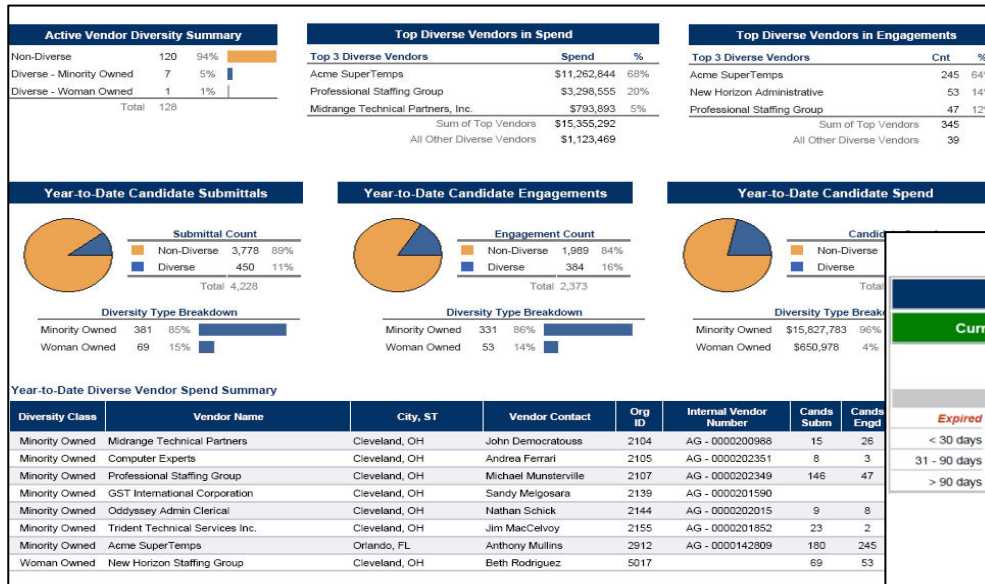 Active Vendor Diversity Summary
Non-Diverse 120 94%
Diverse - Minority Owned 7 5%
Diverse - Woman Owned 1 1%
Total 128
Top Diverse Vendors in Spend
Top 3 Diverse Vendors Spend %
Acme SuperTemps $11,262,844 68%
Professional Staffing Group $3,298,555 20%
Midrange Technical Partners, Inc. $793,893 5%
Sum of Top Vendors $15,355,292
All Other Diverse Vendors $1,123,469
Top Diverse Vendors in Engagements
Top 3 Diverse Vendors Cnt %
Acme SuperTemps 245 64%
New Horizon Administrative 53 14%
Professional Staffing Group 47 12%
Sum of Top Vendors 345
All Other Diverse Vendors 39
Year-to-Date Candidate Submittals
Submittal Count
Non-Diverse 3,778 89%
Diverse 450 11%
Total 4,228
Diversity Type Breakdown
Minority Owned 381 85%
Woman Owned 69 15%
Year-to-Date Candidate Engagements
Engagement Count
Non-Diverse 1,989 84%
Diverse 384 16%
Total 2,373
Diversity Type Breakdown
Minority Owned 331 86%
Woman Owned 53 14%
Year-to-Date Candidate Spend
Non-Diverse
Diverse
Total
Diversity Type
Minority Owned $15,827,783 96%
Woman Owned $650,978 4%
Expired
< 30 days
31 - 90 days
> 90 days
Year-to-Date Diverse Vendor Spend Summary
Diversity Class Vendor Name City, ST Vendor Contact Org ID Internal Vendor Number Cands Subm Cands Engd
Minority Owned Midrange Technical Partners Cleveland, OH John Democratouss 2104 AG - 0000200988 15 26
Minority Owned Computer Experts Cleveland, OH Andrea Ferrari 2105 AG - 0000202351 8 3
Minority Owned Professional Staffing Group Cleveland, OH Michael Munsterville 2107 AG - 0000202349 146 47
Minority Owned GST International Corporation Cleveland, OH Sandy Melgosara 2139 AG - 0000201590
Minority Owned Oddyssey Admin Clerical Cleveland, OH Nathan Schick 2144 AG - 0000202015 9 8
Minority Owned Trident Technical Services Inc. Cleveland, OH Jim MacCelvoy 2155 AG - 0000201852 23 2
Minority Owned Acme SuperTemps Orlando, FL Anthony Mullins 2912 AG - 0000142809 180 245
Woman Owned New Horizon Staffing Group Cleveland, OH Beth Rodriguez 5017 69 53